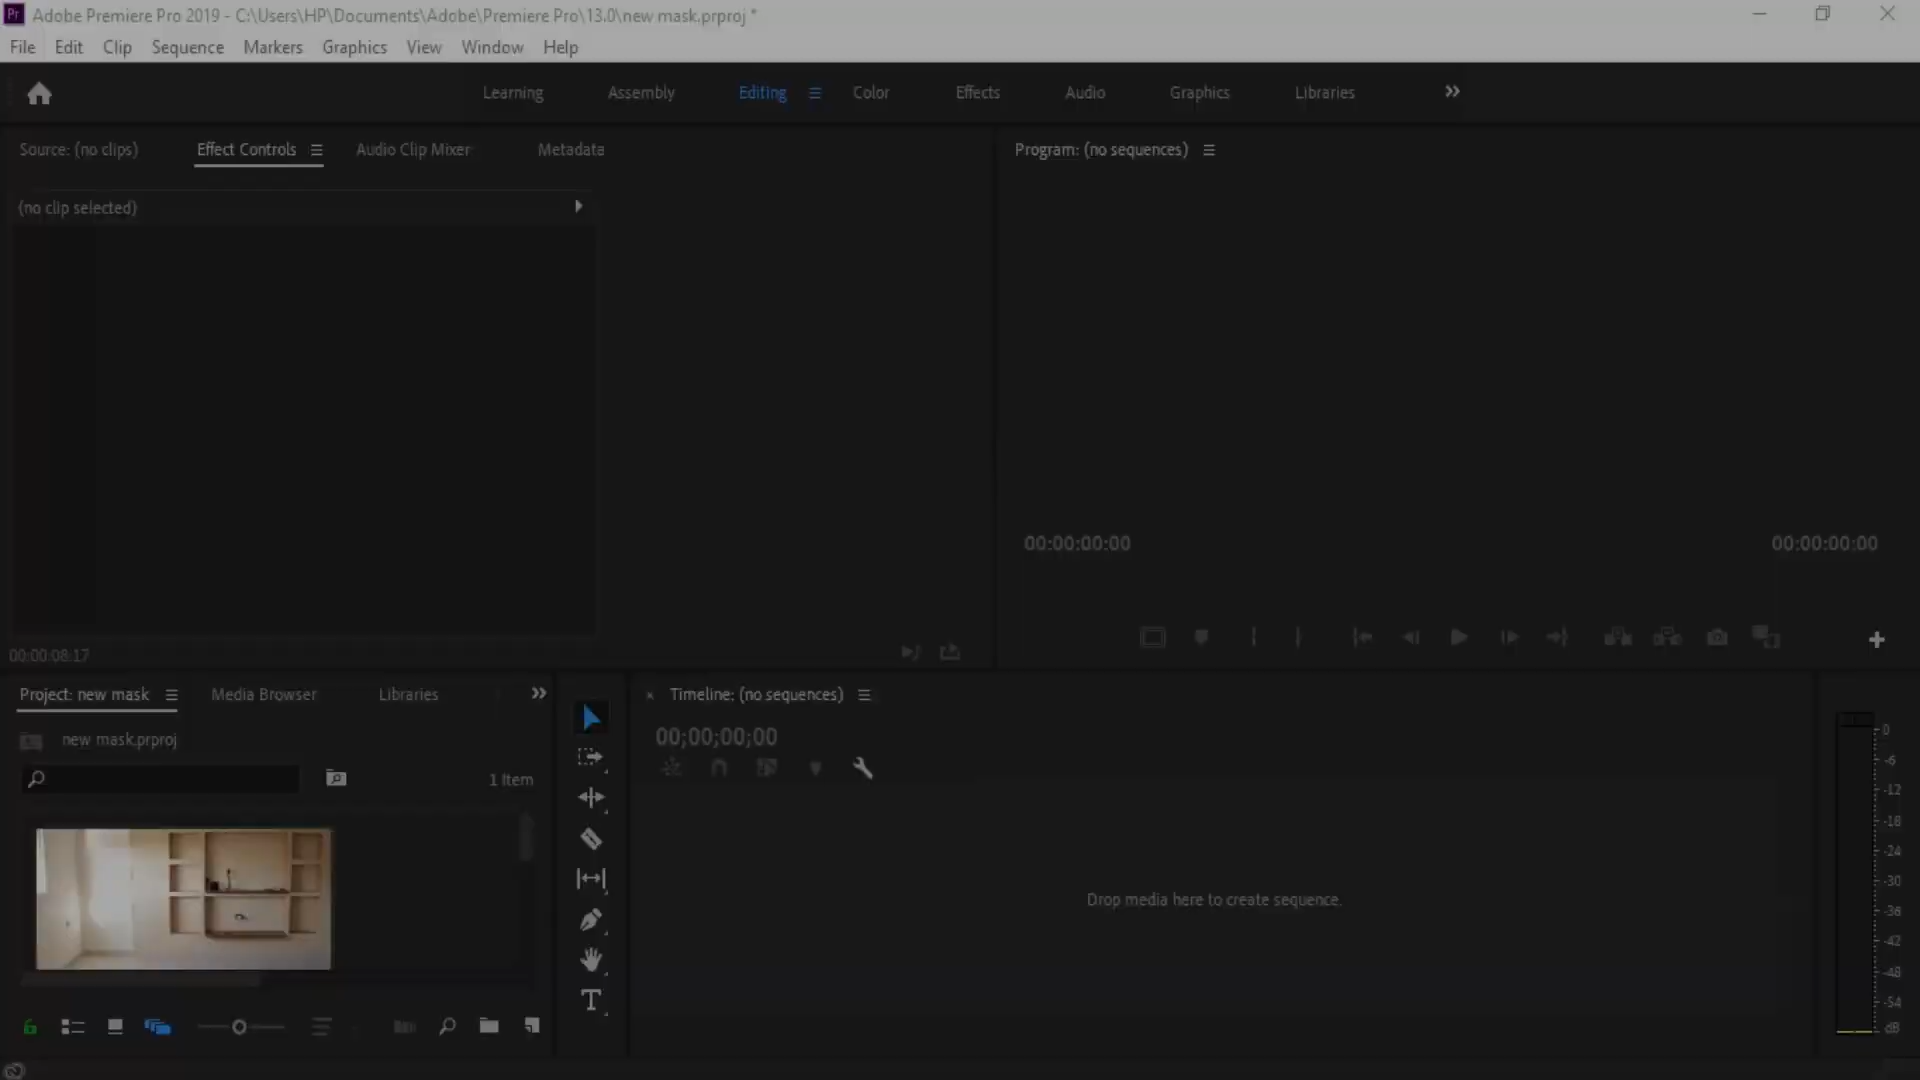 Pr Adobe Premiere Pro 2019 - C:\Users\HP\Documents\Adobe\Premiere Pro\13.0\new mask.prproj *
File Edit Clip Sequence Markers Graphics View Window Help
Learning Assembly Editing Color Effects Audio Graphics Libraries
Source: (no clips) Effect Controls Audio Clip Mixer Metadata
Program: (no sequences)
(no clip selected)
00:00:00:00 00:00:00:00
00:00:08:17
Project: new mask Media Browser Libraries
Timeline: (no sequences)
new mask.prproj
00;00;00;00
1 Item
Drop media here to create sequence.
0
-6
-12
-18
-24
-30
-36
-42
-48
-54
dB